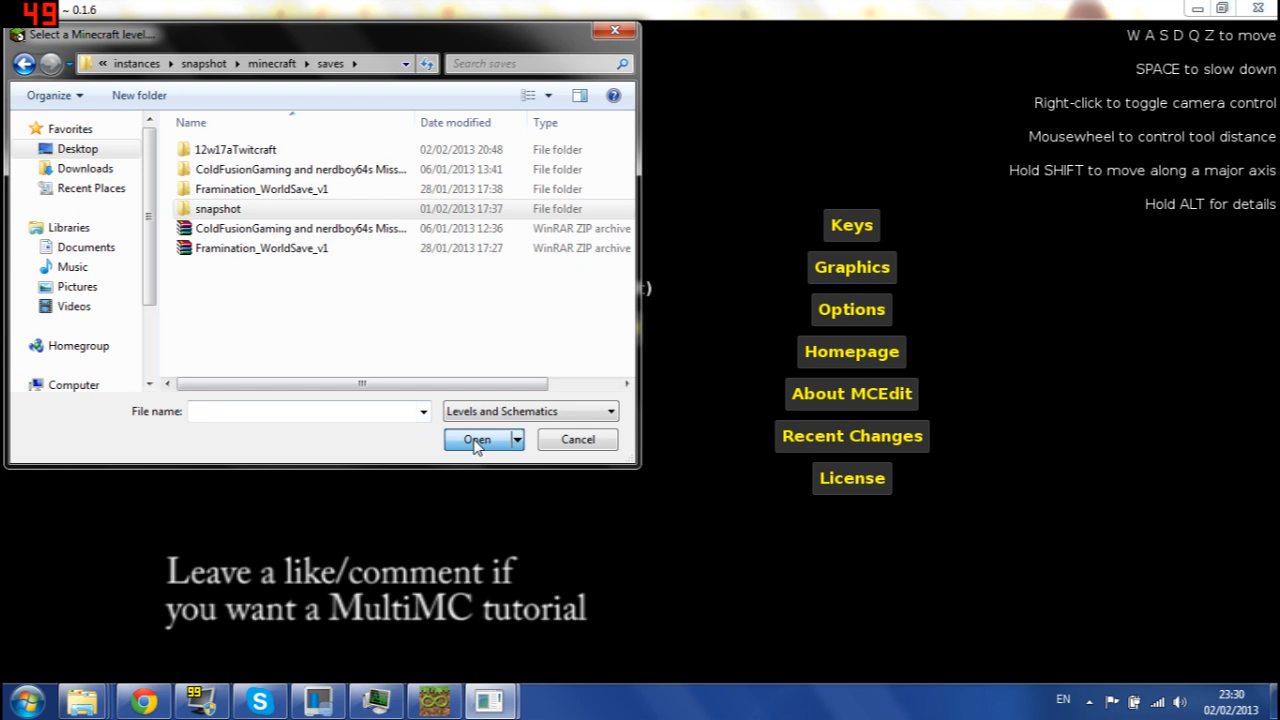 49
~ 0.1.6
Select a Minecraft level....
« instances snapshot minecraft saves
Search saves
Organize New folder
Name Date modified Type
Favorites
Desktop
Downloads
Recent Places
Libraries
Documents
Music
Pictures
Videos
Homegroup
Computer
12w17aTwitcraft 02/02/2013 20:48 File folder
ColdFusionGaming and nerdboy64s Miss... 06/01/2013 13:41 File folder
Framination_WorldSave_v1 28/01/2013 17:38 File folder
snapshot 01/02/2013 17:37 File folder
ColdFusionGaming and nerdboy64s Miss... 06/01/2013 12:36 WinRAR ZIP archive
Framination_WorldSave_v1 28/01/2013 17:27 WinRAR ZIP archive
File name:
Levels and Schematics
Open Cancel
W A S D Q Z to move
SPACE to slow down
Right-click to toggle camera control
Mousewheel to control tool distance
Hold SHIFT to move along a major axis
Hold ALT for details
Keys
Graphics
Options
Homepage
About MCEdit
Recent Changes
License
Leave a like/comment if
you want a MultiMC tutorial
99
EN
23:30
02/02/2013